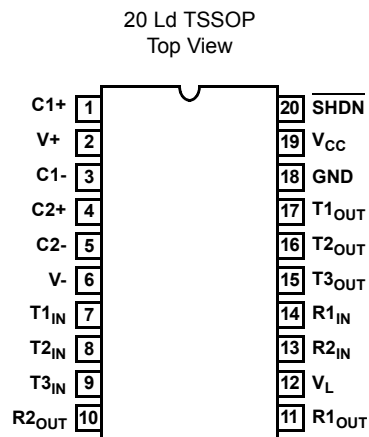 20 Ld TSSOP
Top View
C1+ 1 20 SHDN
V+ 2 19 VCC
C1- 3 18 GND
C2+ 4 17 T1OUT
C2- 5 16 T2OUT
V- 6 15 T3OUT
T1IN 7 14 R1IN
T2IN 8 13 R2IN
T3IN 9 12 VL
R2OUT 10 11 R1OUT